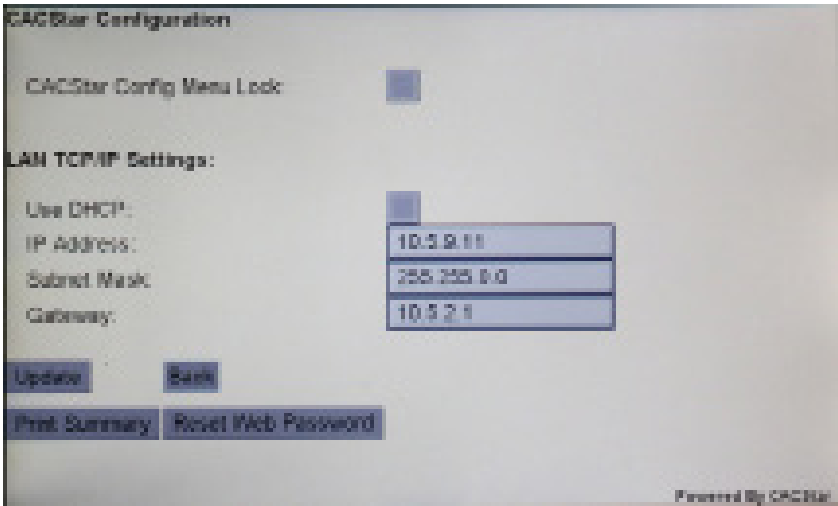 CACStar Configuration
CACStar Config Menu Lock:
LAN TCP/IP Settings:
Use DHCP:
IP Address: 10.5.9.11
Subnet Mask: 255.255.0.0
Gateway: 10.5.2.1
Update Back
Print Summary Reset Web Password
Powered By CACStar